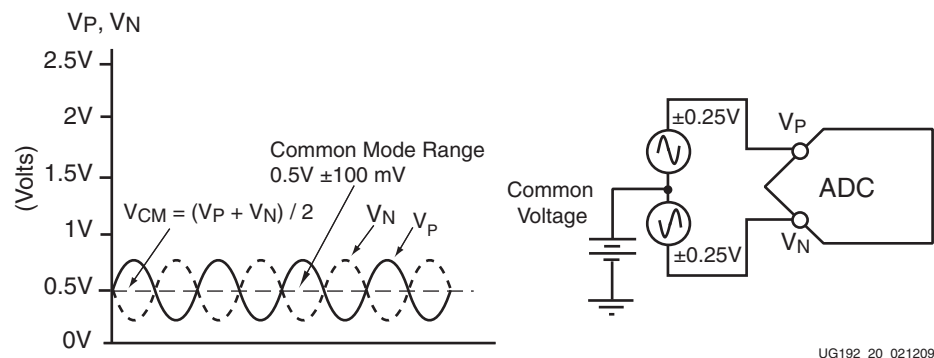 VP, VN
2.5V
2V
1.5V
1V
0.5V
0V
(Volts)
Common Mode Range
0.5V ±100 mV
VCM = (VP + VN) / 2
VN
VP
±0.25V
VP
ADC
Common
Voltage
VN
±0.25V
UG192_20_021209